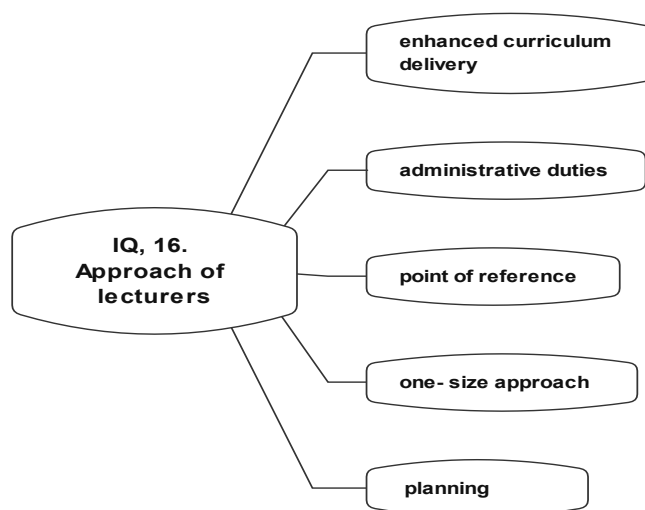 IQ, 16.
Approach of
lecturers
enhanced curriculum
delivery
administrative duties
point of reference
one- size approach
planning